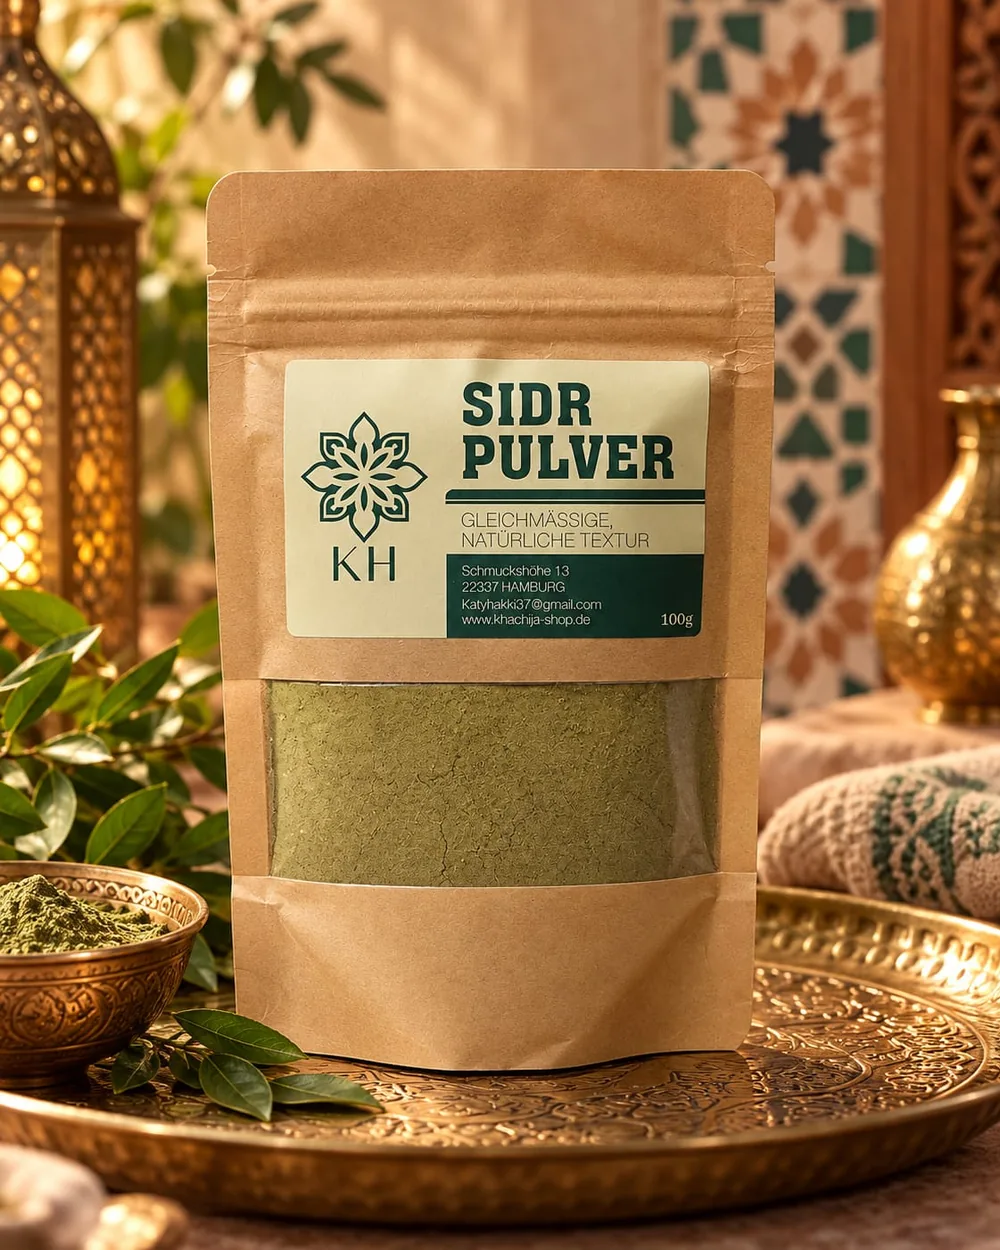 KH
SIDR
PULVER
GLEICHMÄSSIGE,
NATÜRLICHE TEXTUR
Schmuckshöhe 13
22337 HAMBURG
Katyhakki37@gmail.com
www.khachija-shop.de
100g